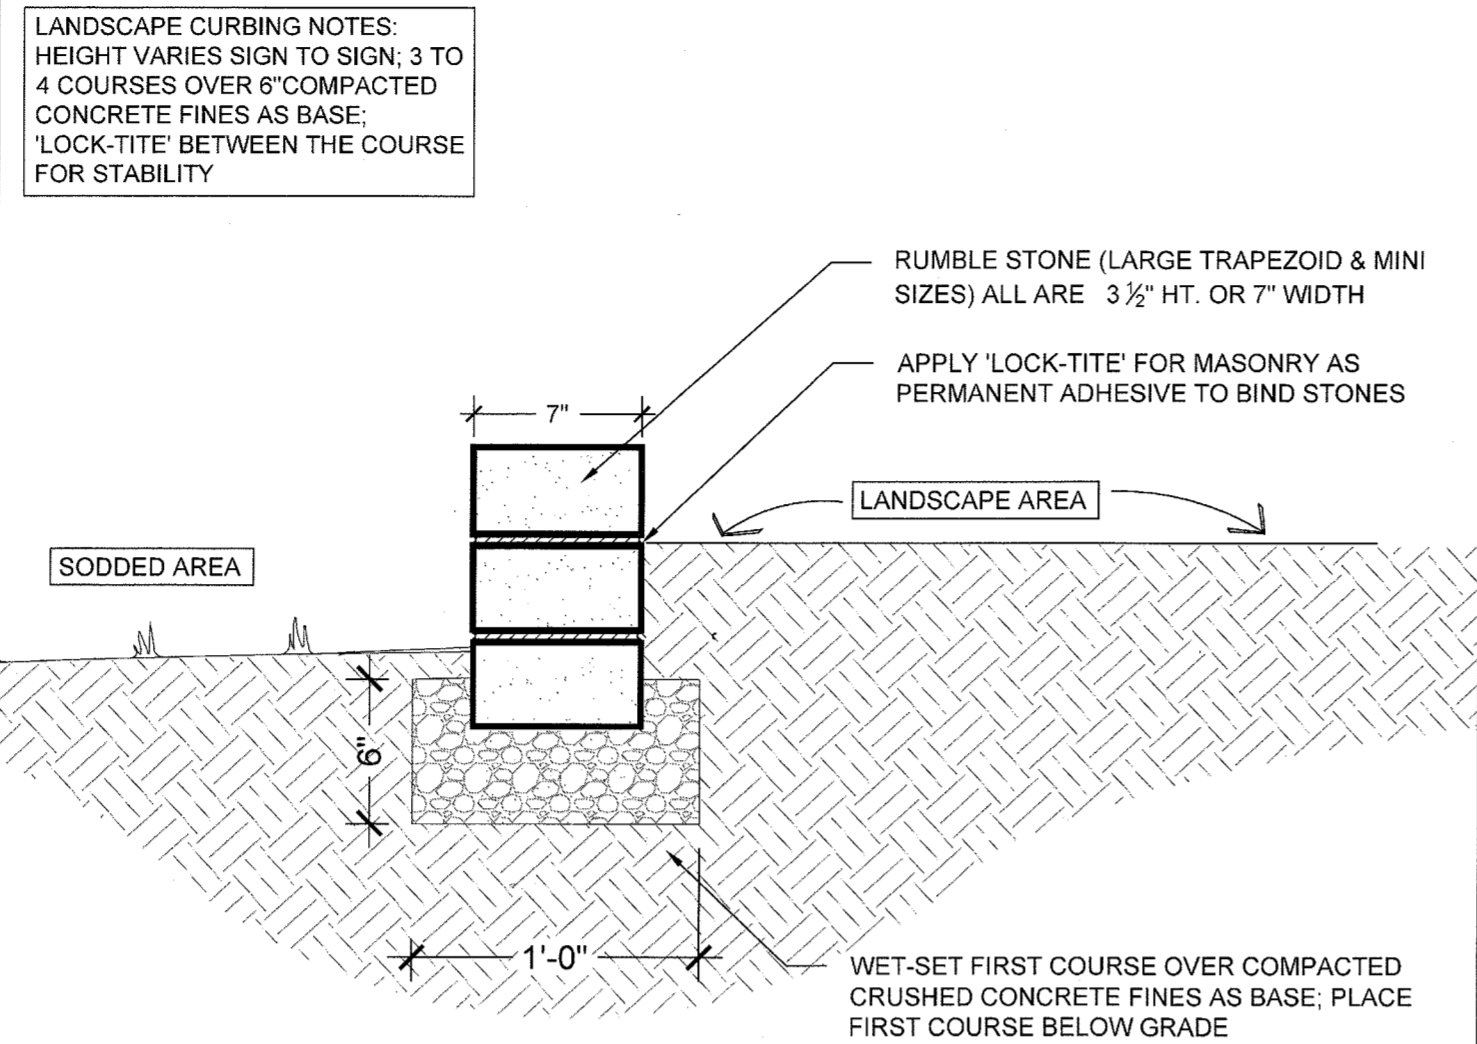 LANDSCAPE CURBING NOTES:
HEIGHT VARIES SIGN TO SIGN; 3 TO
4 COURSES OVER 6"COMPACTED
CONCRETE FINES AS BASE;
'LOCK-TITE' BETWEEN THE COURSE
FOR STABILITY
RUMBLE STONE (LARGE TRAPEZOID & MINI
SIZES) ALL ARE 3 ½" HT. OR 7" WIDTH
APPLY 'LOCK-TITE' FOR MASONRY AS
PERMANENT ADHESIVE TO BIND STONES
7"
LANDSCAPE AREA
SODDED AREA
6"
1'-0"
WET-SET FIRST COURSE OVER COMPACTED
CRUSHED CONCRETE FINES AS BASE; PLACE
FIRST COURSE BELOW GRADE